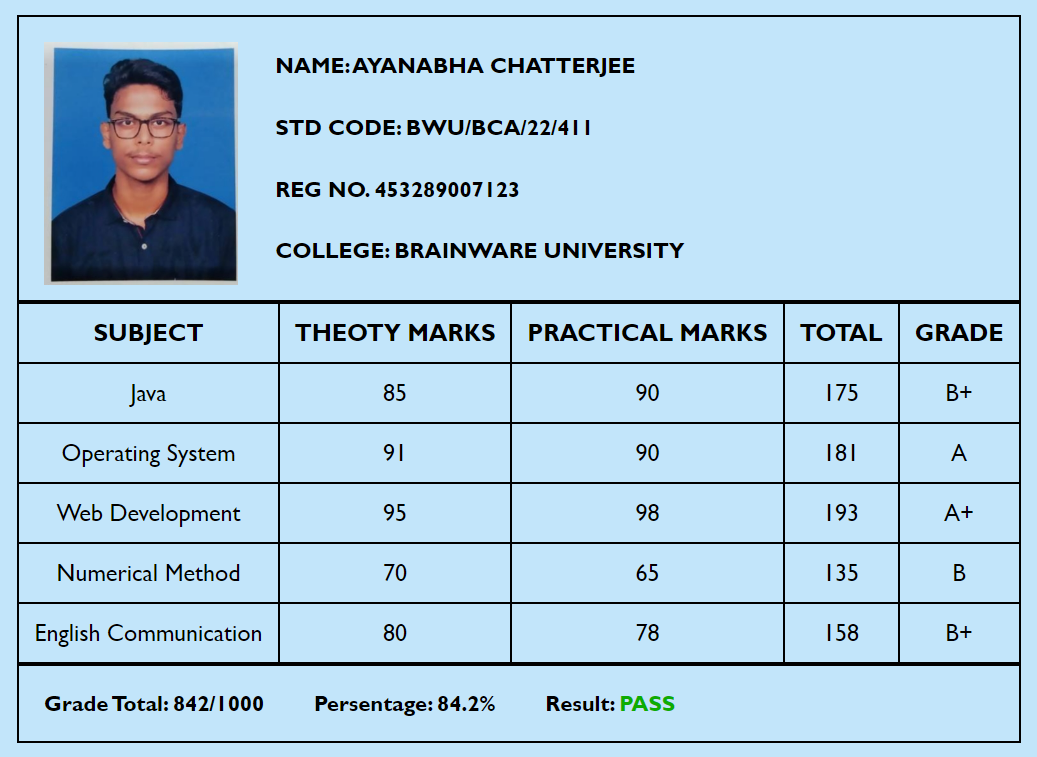 NAME:AYANABHA CHATTERJEE
STD CODE: BWU/BCA/22/411
REG NO. 453289007123
COLLEGE: BRAINWARE UNIVERSITY
SUBJECT THEOTY MARKS PRACTICAL MARKS TOTAL GRADE
Java 85 90 175 B+
Operating System 91 90 181 A
Web Development 95 98 193 A+
Numerical Method 70 65 135 B
English Communication 80 78 158 B+
Grade Total: 842/1000 Persentage: 84.2% Result: PASS